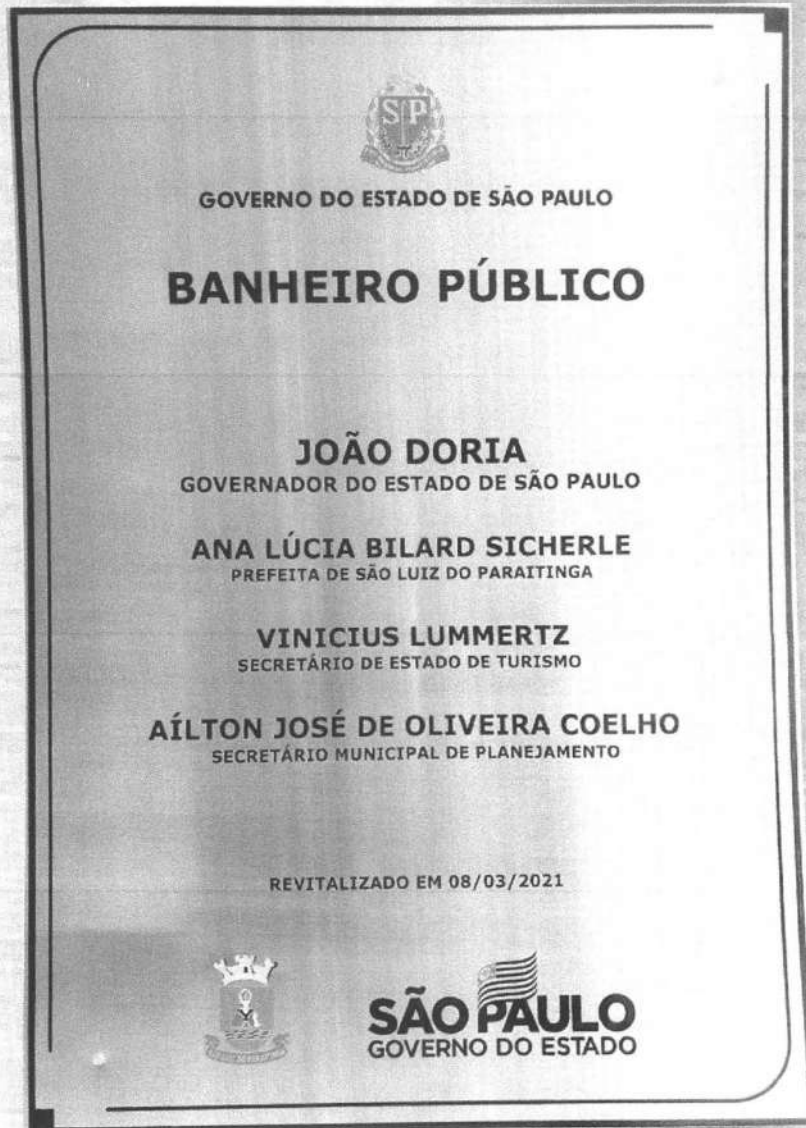 SP
GOVERNO DO ESTADO DE SÃO PAULO
BANHEIRO PÚBLICO
JOÃO DORIA
GOVERNADOR DO ESTADO DE SÃO PAULO
ANA LÚCIA BILARD SICHERLE
PREFEITA DE SÃO LUIZ DO PARAITINGA
VINICIUS LUMMERTZ
SECRETÁRIO DE ESTADO DE TURISMO
AÍLTON JOSÉ DE OLIVEIRA COELHO
SECRETÁRIO MUNICIPAL DE PLANEJAMENTO
REVITALIZADO EM 08/03/2021
SÃO PAULO
GOVERNO DO ESTADO